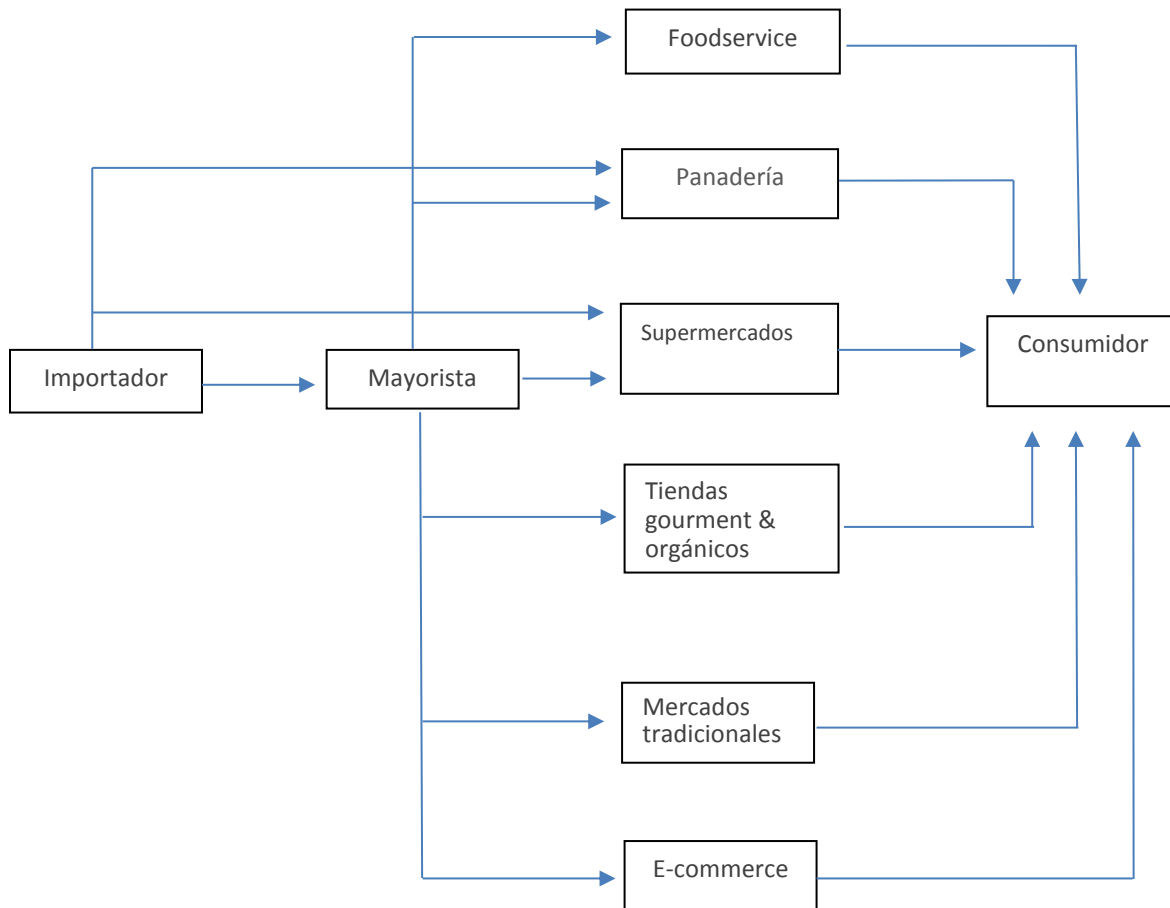 Foodservice
Panadería
Supermercados
Importador
Mayorista
Consumidor
Tiendas
gourment &
orgánicos
Mercados
tradicionales
E-commerce